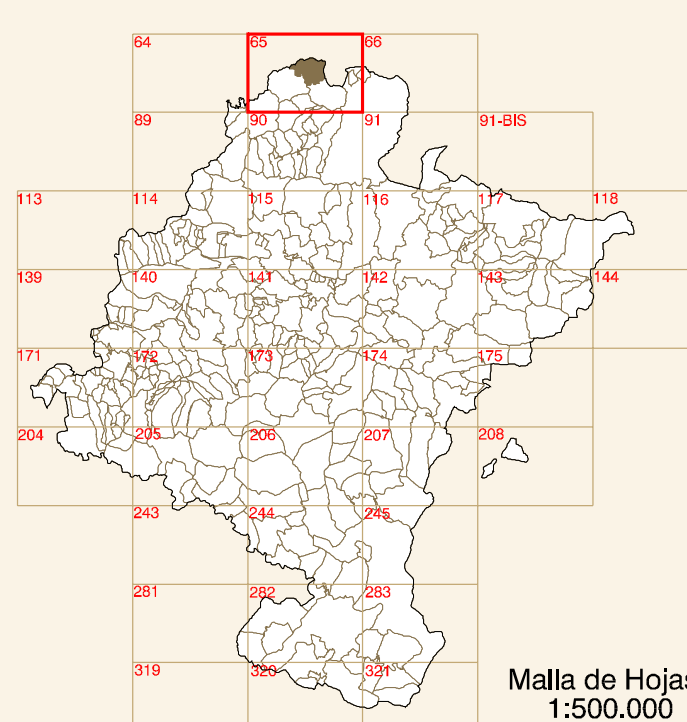 64 65 66
89 90 91 91-BIS
113 114 115 116 117 118
139 140 141 142 143 144
171 172 173 174 175
204 205 206 207 208
243 244 245
281 282 283
319 320 321
Malla de Hojas
1:500.000